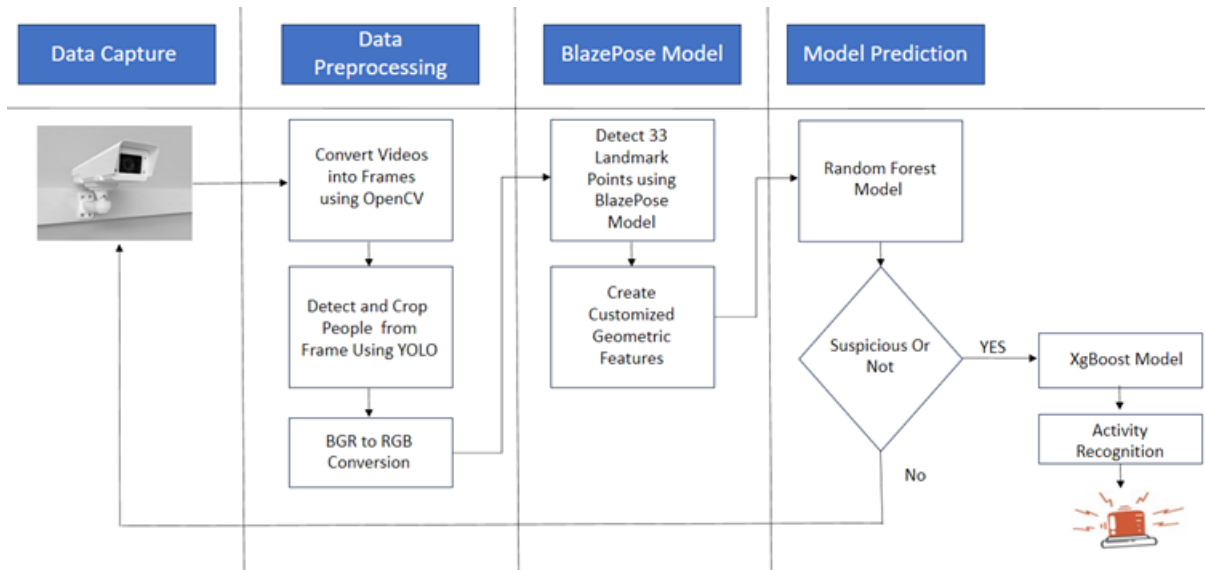 Data Capture
Data
Preprocessing
BlazePose Model
Model Prediction
Convert Videos
into Frames
using OpenCV
Detect and Crop
People from
Frame Using YOLO
BGR to RGB
Conversion
Detect 33
Landmark
Points using
BlazePose
Model
Create
Customized
Geometric
Features
Random Forest
Model
Suspicious Or
Not
YES
No
XgBoost Model
Activity
Recognition